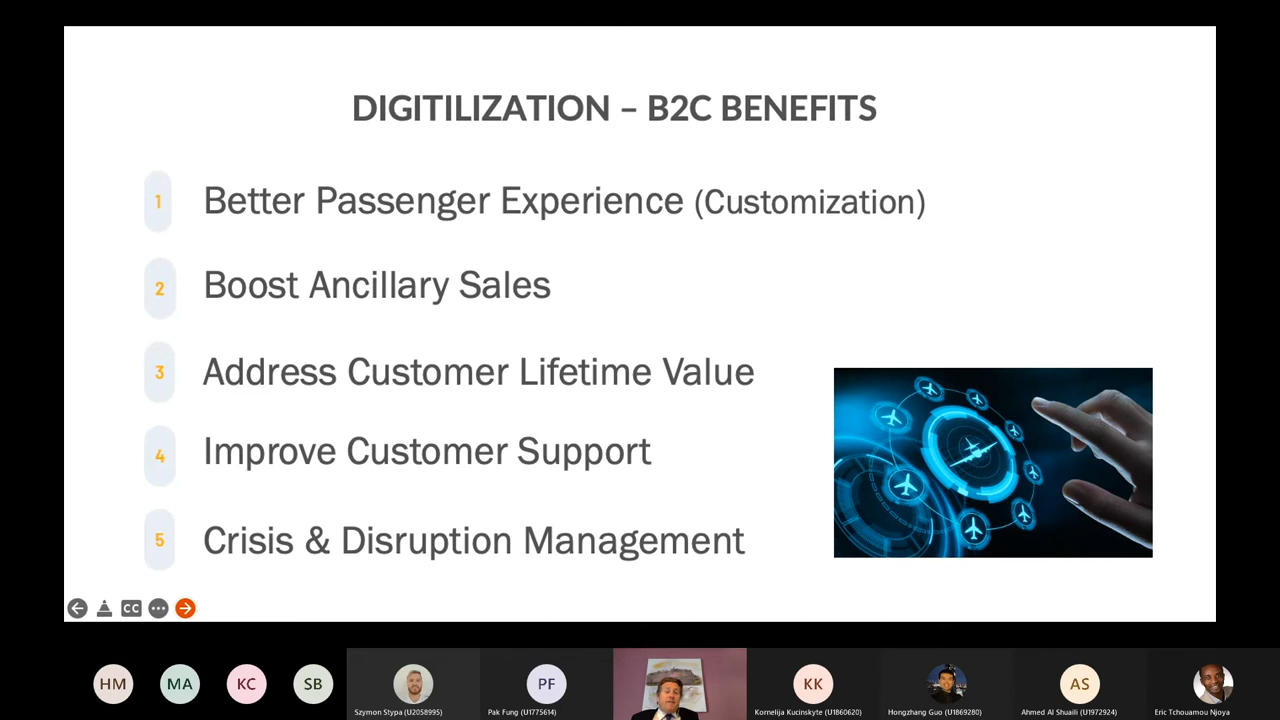 DIGITILIZATION – B2C BENEFITS
1 Better Passenger Experience (Customization)
2 Boost Ancillary Sales
3 Address Customer Lifetime Value
4 Improve Customer Support
5 Crisis & Disruption Management
CC
HM MA KC SB PF KK AS
Szymon Stypa (U2058995) Pak Fung (U1775614) Kornelija Kucinskyte (U1860620) Hongzhang Guo (U1869280) Ahmed Al Shuaili (U1972924) Eric Tchouamou Njoya